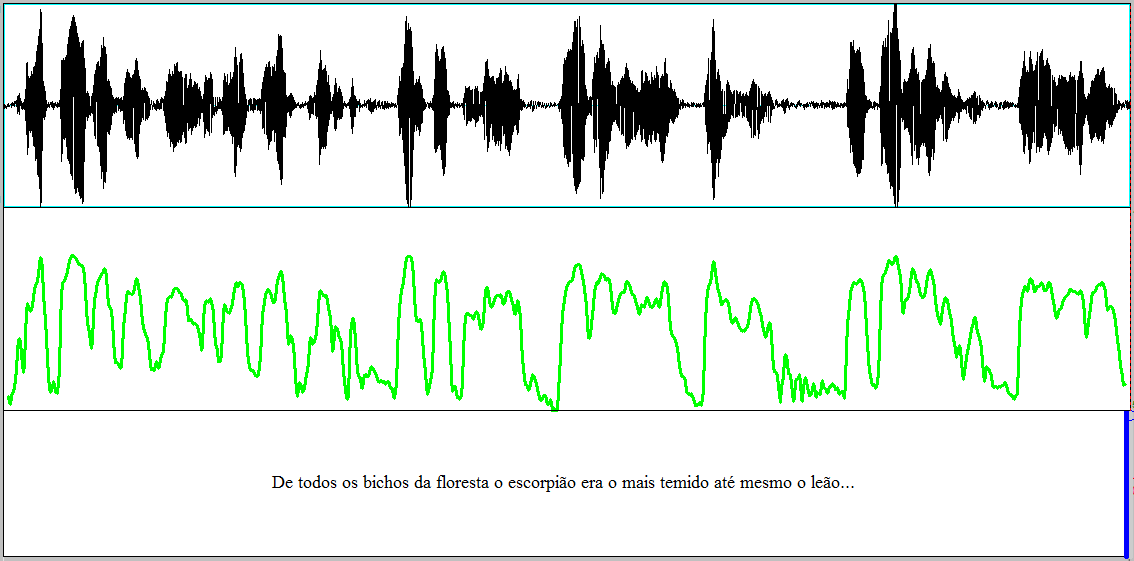 De todos os bichos da floresta o escorpião era o mais temido até mesmo o leão...